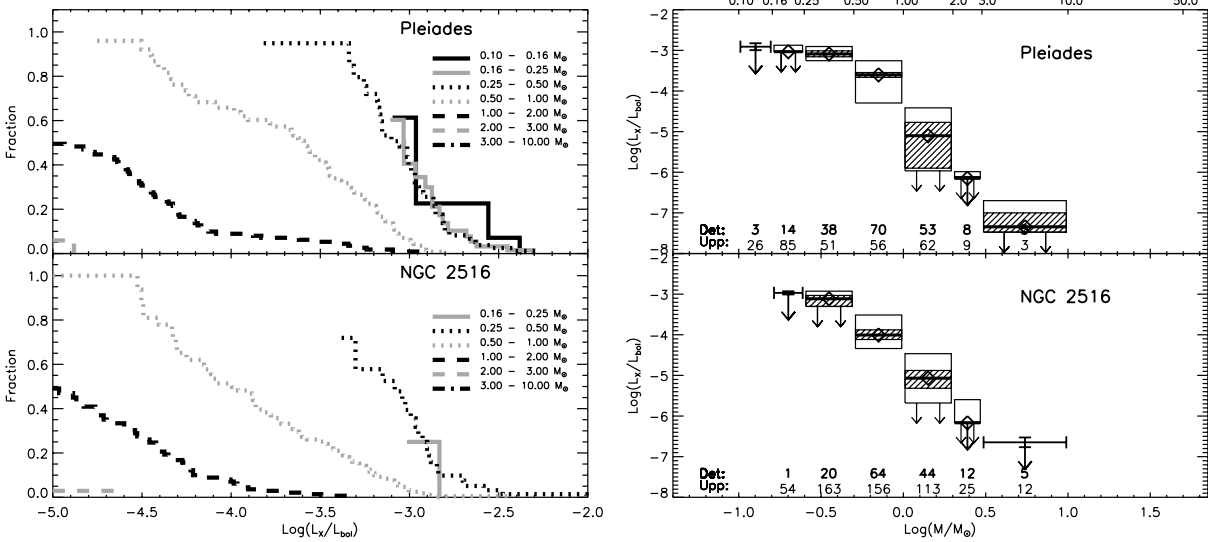 Pleiades
0.10 - 0.16 M⊙
0.16 - 0.25 M⊙
0.25 - 0.50 M⊙
0.50 - 1.00 M⊙
1.00 - 2.00 M⊙
2.00 - 3.00 M⊙
3.00 - 10.00 M⊙
1.0
0.8
0.6
0.4
0.2
0.0
Fraction
NGC 2516
0.16 - 0.25 M⊙
0.25 - 0.50 M⊙
0.50 - 1.00 M⊙
1.00 - 2.00 M⊙
2.00 - 3.00 M⊙
3.00 - 10.00 M⊙
1.0
0.8
0.6
0.4
0.2
0.0
Fraction
-5.0 -4.5 -4.0 -3.5 -3.0 -2.5 -2.0
Log(Lx/Lbol)
0.10 0.16 0.25 0.50 1.00 2.0 3.0 10.0 50.0
Pleiades
-2
-3
-4
-5
-6
-7
-8
Log(Lx/Lbol)
Det: 3 14 38 70 53 8
Upp: 26 85 51 56 62 9 3
NGC 2516
-2
-3
-4
-5
-6
-7
-8
Log(Lx/Lbol)
Det: 1 20 64 44 12 5
Upp: 54 163 156 113 25 12
-1.0 -0.5 0.0 0.5 1.0 1.5
Log(M/M⊙)